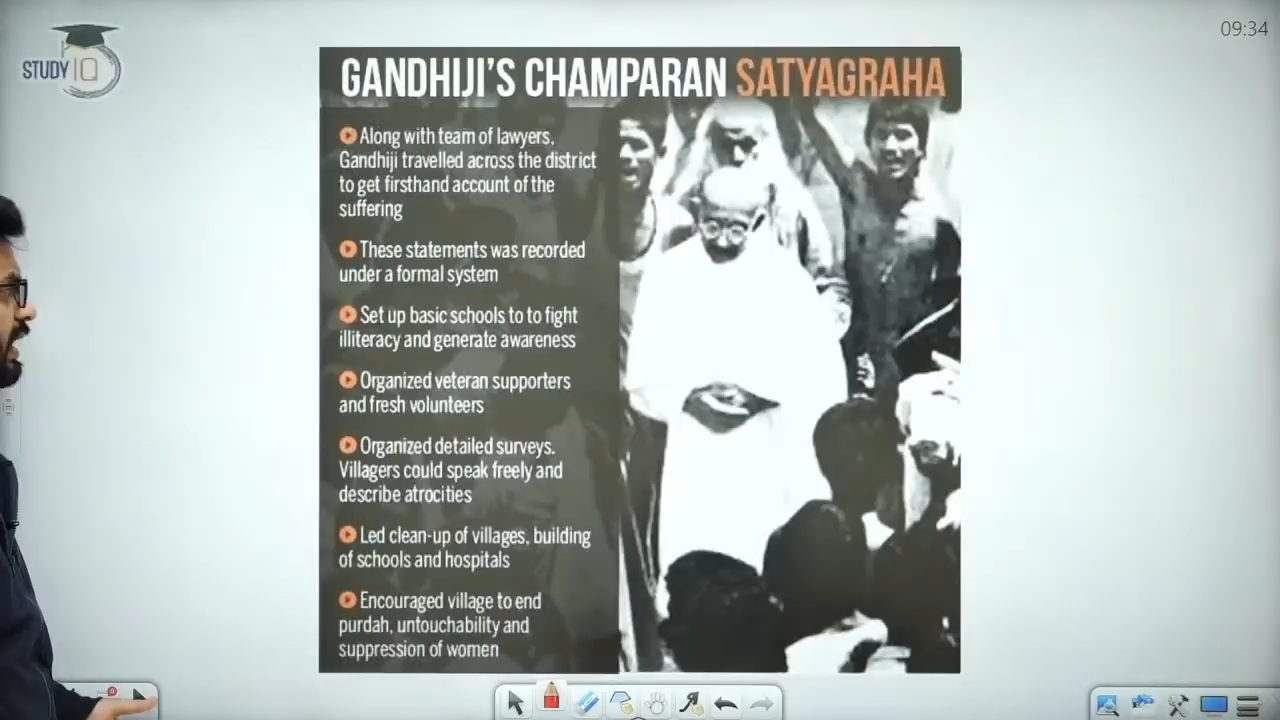 STUDY IQ
09:34
GANDHIJI'S CHAMPARAN SATYAGRAHA
Along with team of lawyers,
Gandhiji travelled across the district
to get firsthand account of the
suffering
These statements was recorded
under a formal system
Set up basic schools to to fight
illiteracy and generate awareness
Organized veteran supporters
and fresh volunteers
Organized detailed surveys.
Villagers could speak freely and
describe atrocities
Led clean-up of villages, building
of schools and hospitals
Encouraged village to end
purdah, untouchability and
suppression of women